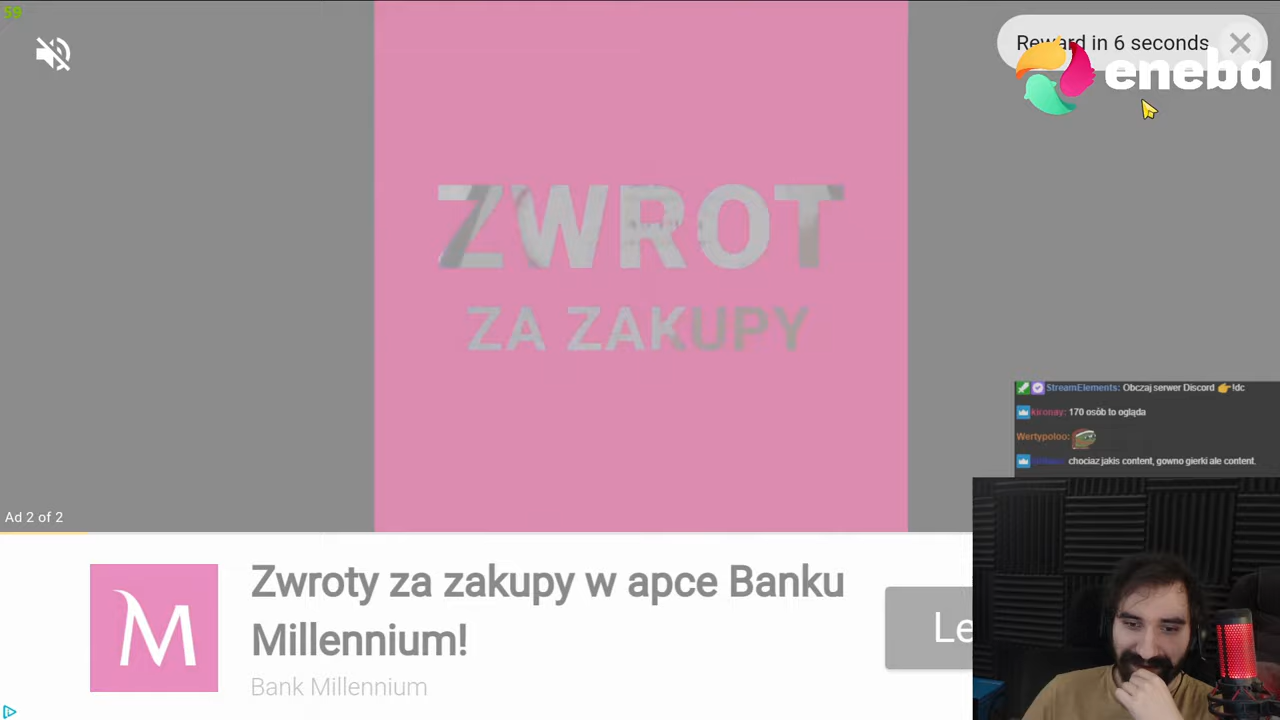 59
Reward in 6 seconds
eneba
ZWROT
ZA ZAKUPY
StreamElements: Obczaj serwer Discord 👉!dc
kironay: 170 osób to ogląda
Wertypoloo:
chociaz jakis content, gowno gierki ale content.
Ad 2 of 2
M
Zwroty za zakupy w apce Banku
Millennium!
Bank Millennium
Le